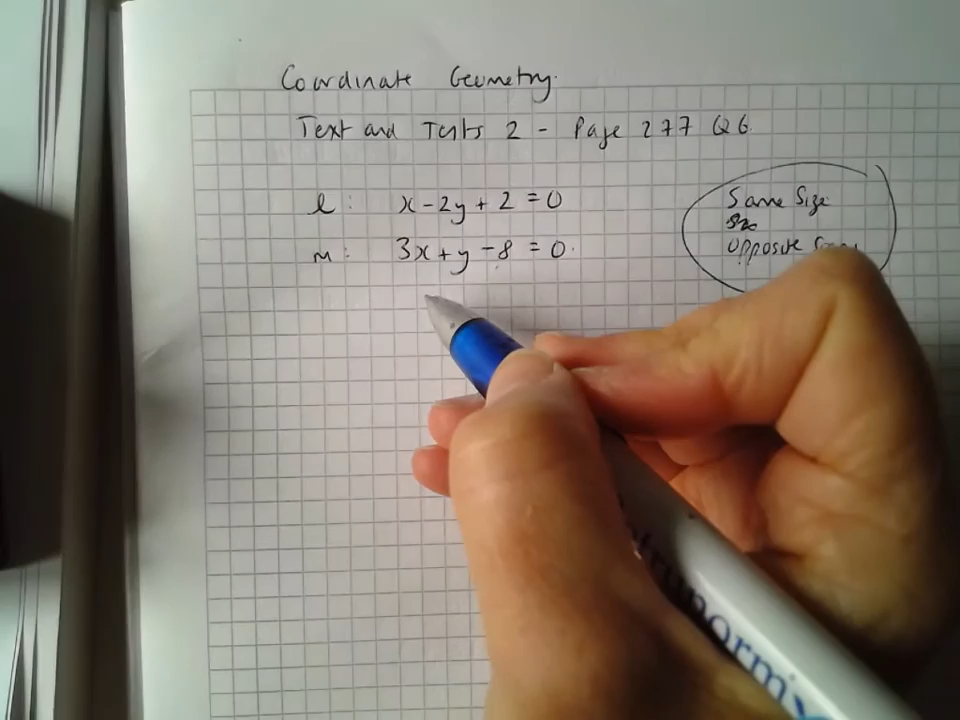 Coordinate Geometry.
Text and Tests 2 - Page 277 Q6
l: x-2y+2=0
m: 3x+y-8=0.
Same Size
Opposite